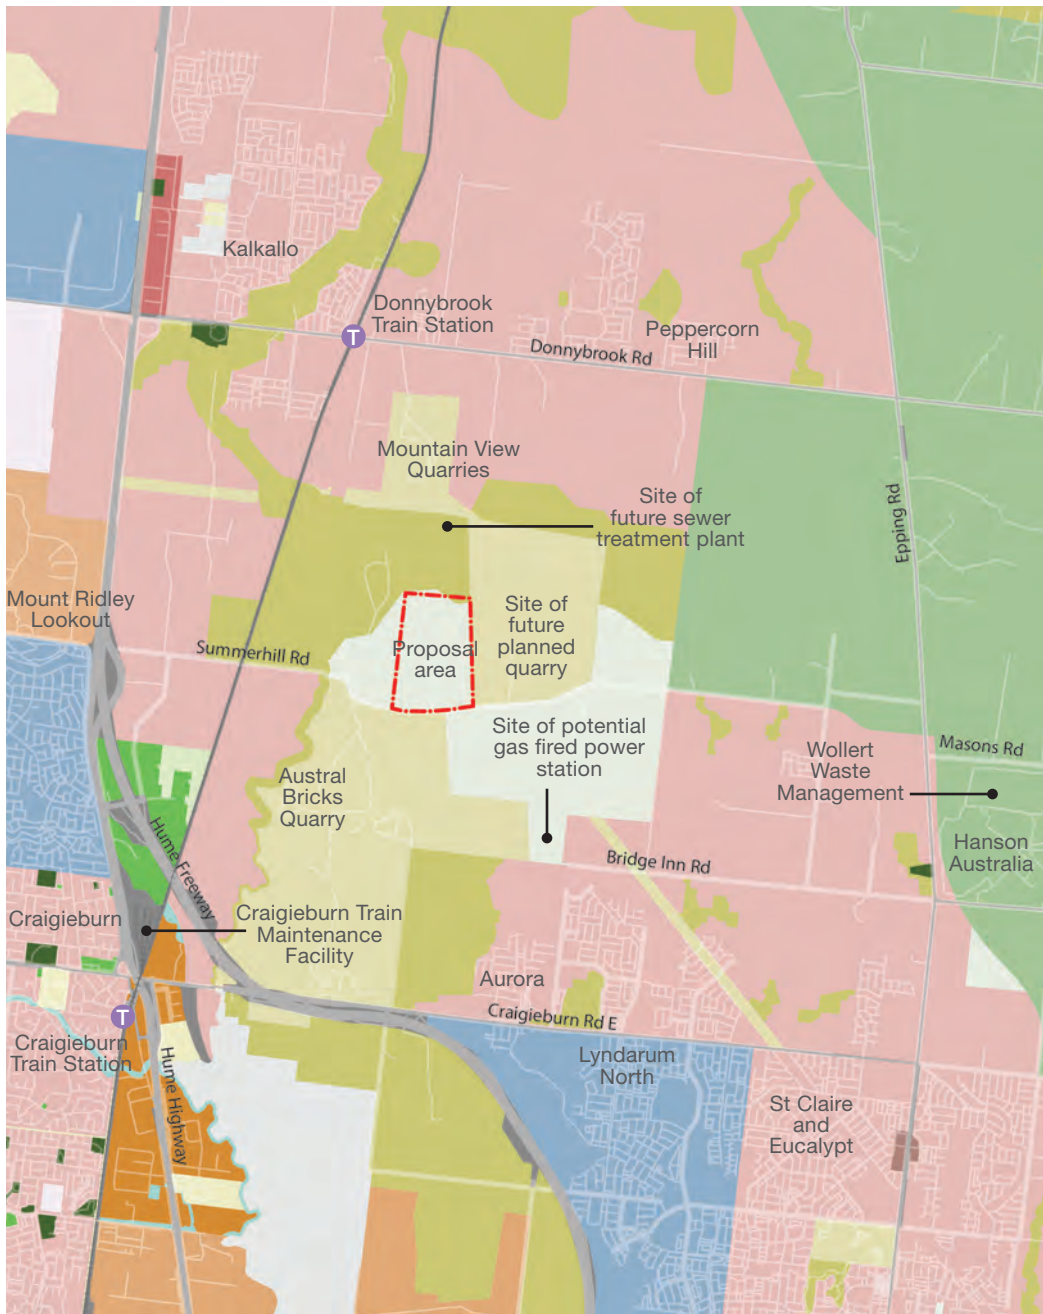 Kalkallo
Donnybrook
Train Station
T
Peppercorn
Hill
Donnybrook Rd
Mountain View
Quarries
Site of
future sewer
treatment plant
Epping Rd
Mount Ridley
Lookout
Site of
future
planned
quarry
Summerhill Rd
Proposal
area
Site of potential
gas fired power
station
Masons Rd
Wollert
Waste
Management
Austral
Bricks
Quarry
Hume Freeway
Hanson
Australia
Bridge Inn Rd
Craigieburn
Craigieburn Train
Maintenance
Facility
Aurora
T
Craigieburn Rd E
Craigieburn
Train Station
Hume Highway
Lyndarum
North
St Claire
and
Eucalypt